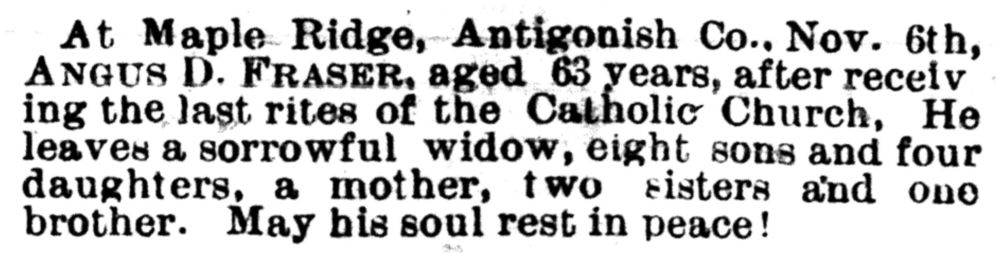 At Maple Ridge, Antigonish Co., Nov. 6th,
ANGUS D. FRASER, aged 63 years, after receiv
ing the last rites of the Catholic Church, He
leaves a sorrowful widow, eight sons and four
daughters, a mother, two sisters and one
brother. May his soul rest in peace!